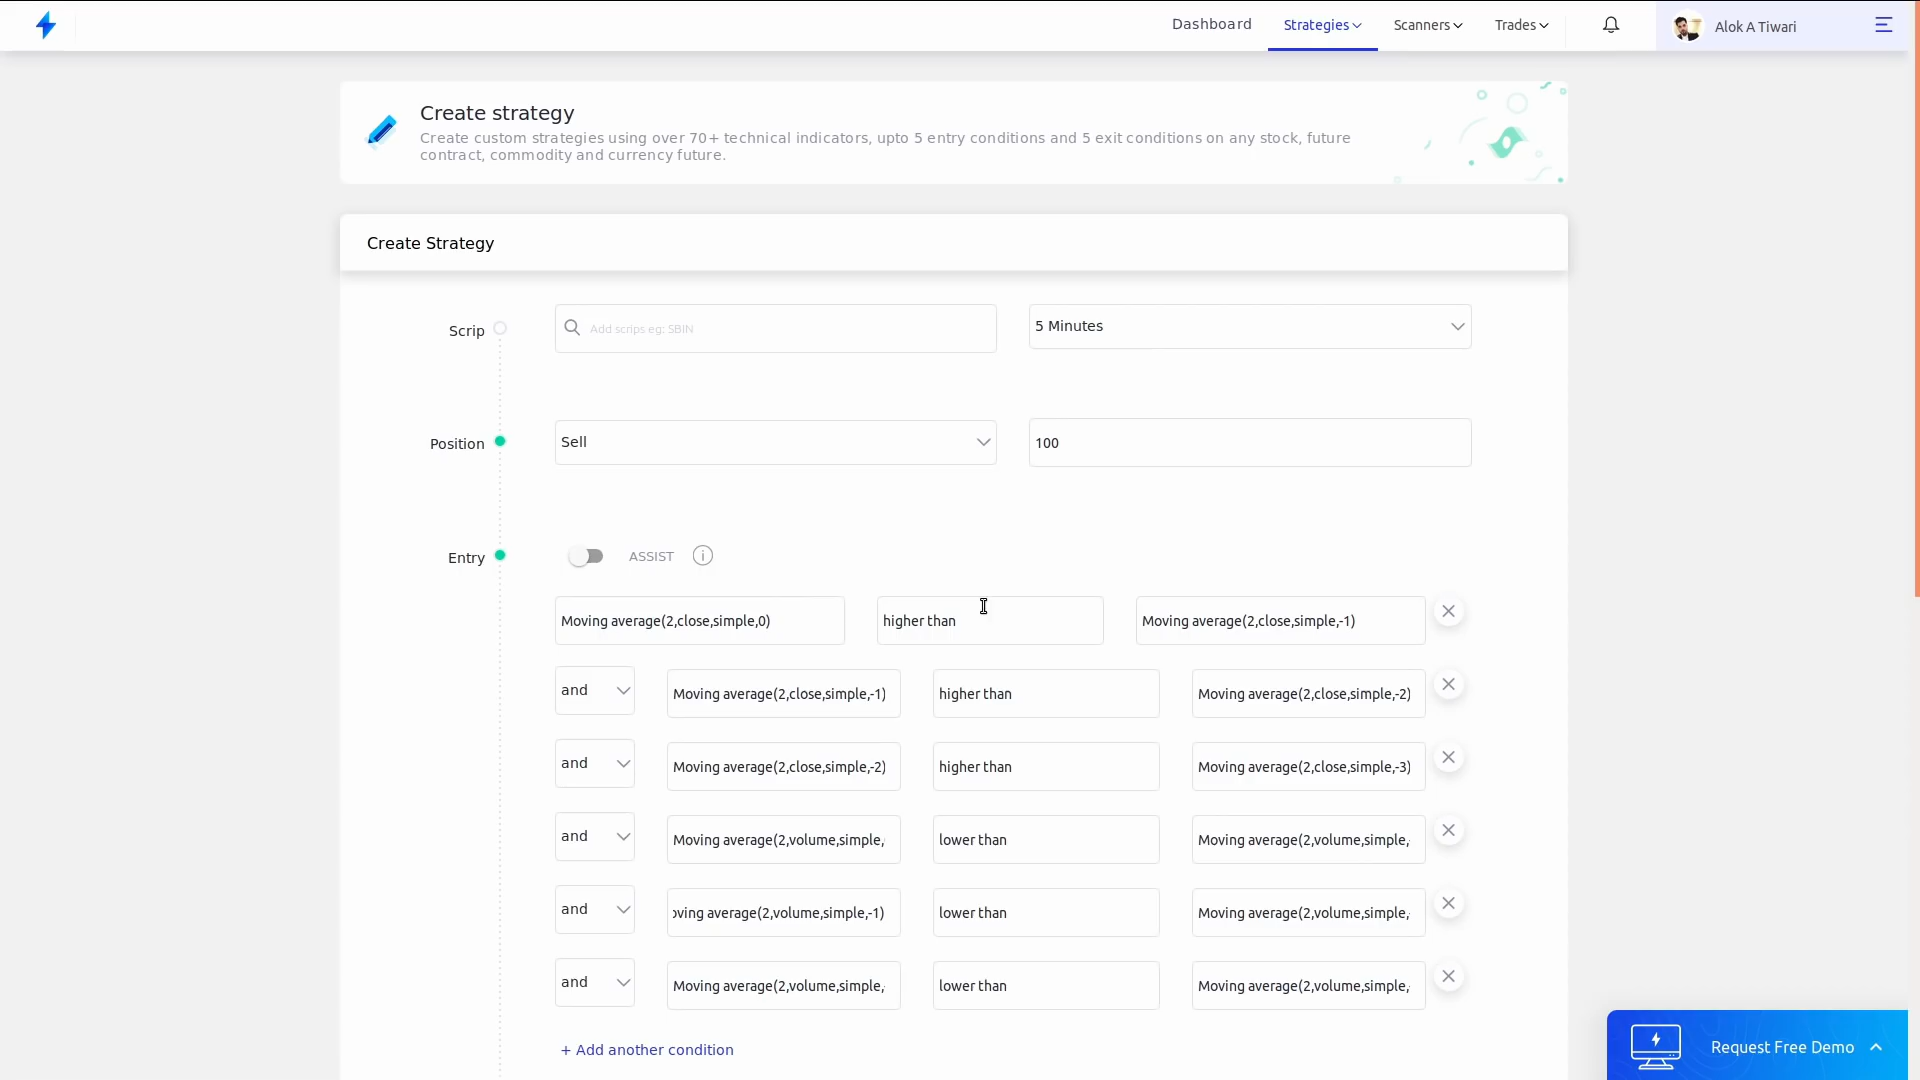 Dashboard Strategies Scanners Trades Alok A Tiwari
Create strategy
Create custom strategies using over 70+ technical indicators, upto 5 entry conditions and 5 exit conditions on any stock, future
contract, commodity and currency future.
Create Strategy
Scrip Add scrips eg: SBIN 5 Minutes
Position Sell 100
Entry ASSIST i
Moving average(2,close,simple,0) higher than Moving average(2,close,simple,-1)
and Moving average(2,close,simple,-1) higher than Moving average(2,close,simple,-2)
and Moving average(2,close,simple,-2) higher than Moving average(2,close,simple,-3)
and Moving average(2,volume,simple, lower than Moving average(2,volume,simple,-
and oving average(2,volume,simple,-1) lower than Moving average(2,volume,simple,-
and Moving average(2,volume,simple,- lower than Moving average(2,volume,simple,-
+ Add another condition
Request Free Demo